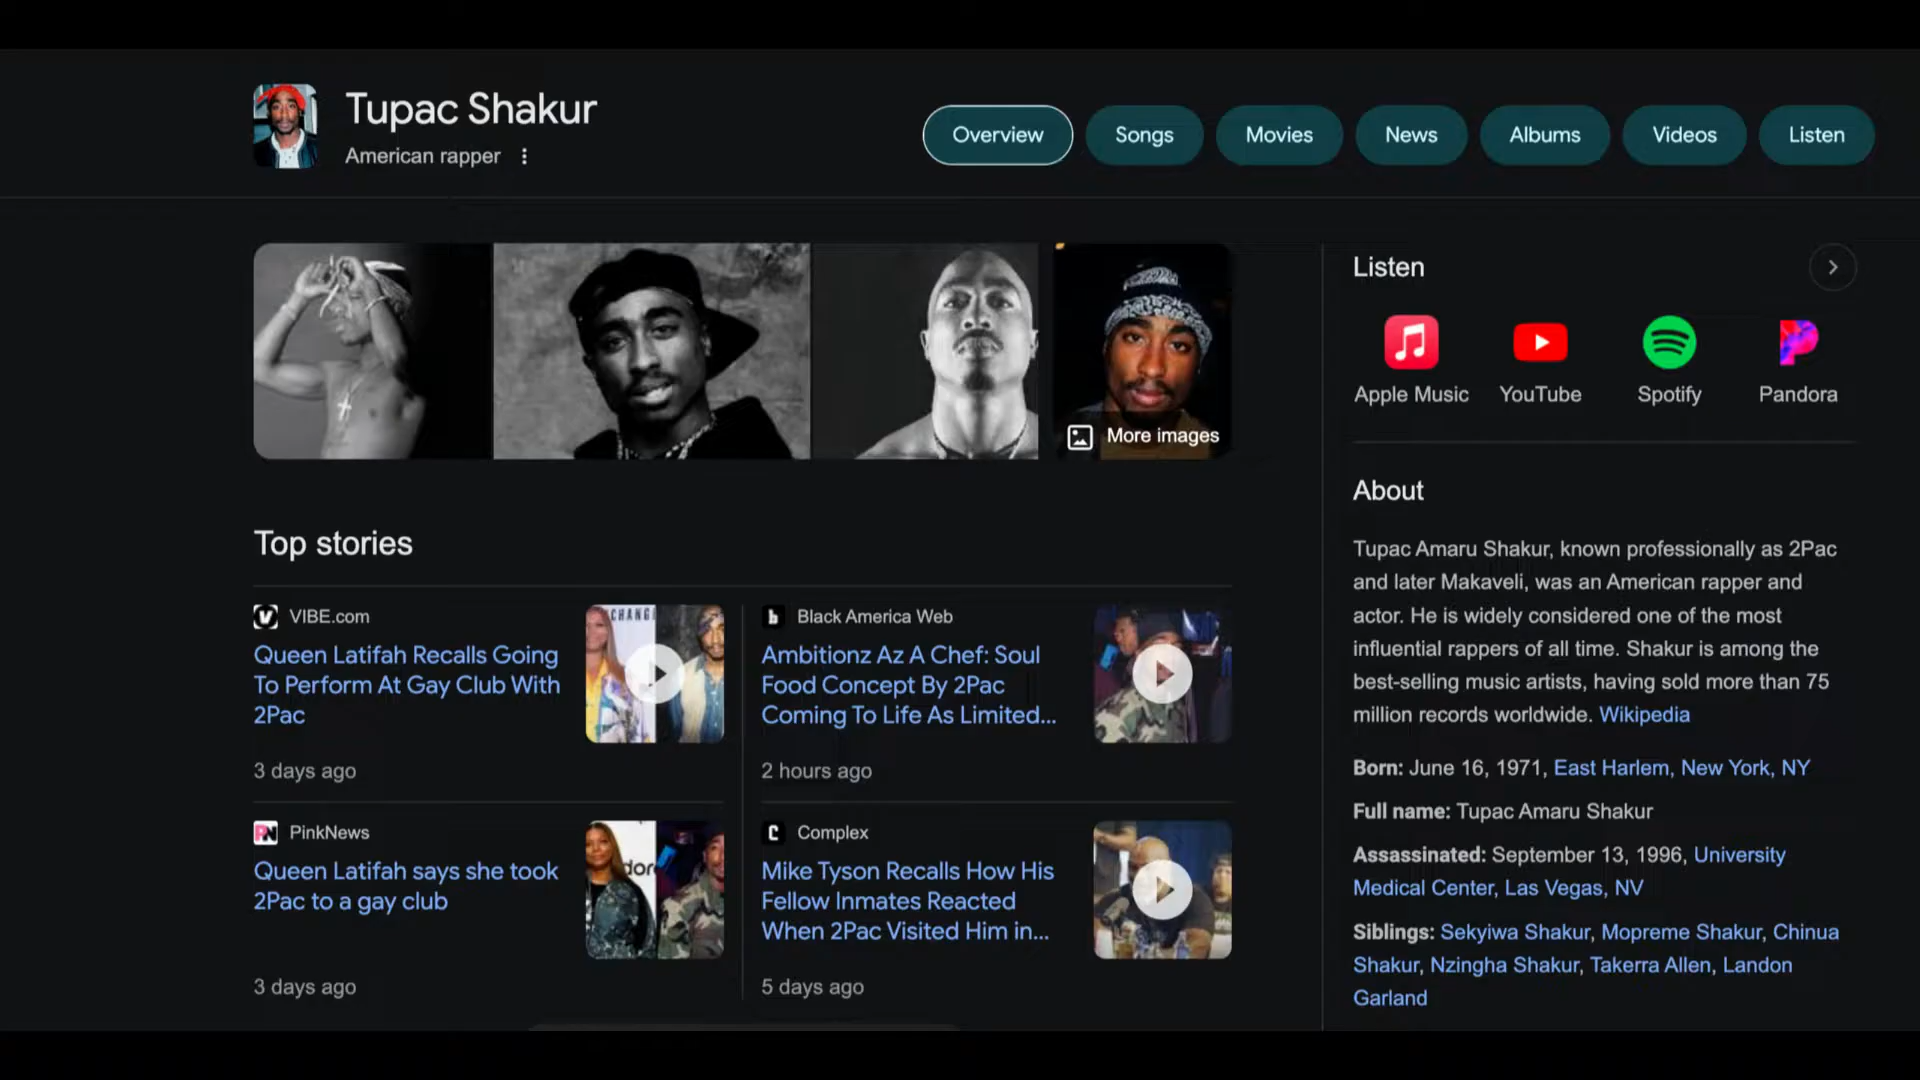 Tupac Shakur
American rapper
Overview
Songs
Movies
News
Albums
Videos
Listen
More images
Top stories
VIBE.com
Queen Latifah Recalls Going
To Perform At Gay Club With
2Pac
3 days ago
Black America Web
Ambitionz Az A Chef: Soul
Food Concept By 2Pac
Coming To Life As Limited...
2 hours ago
PinkNews
Queen Latifah says she took
2Pac to a gay club
3 days ago
Complex
Mike Tyson Recalls How His
Fellow Inmates Reacted
When 2Pac Visited Him in...
5 days ago
Listen
Apple Music
YouTube
Spotify
Pandora
About
Tupac Amaru Shakur, known professionally as 2Pac
and later Makaveli, was an American rapper and
actor. He is widely considered one of the most
influential rappers of all time. Shakur is among the
best-selling music artists, having sold more than 75
million records worldwide. Wikipedia
Born: June 16, 1971, East Harlem, New York, NY
Full name: Tupac Amaru Shakur
Assassinated: September 13, 1996, University
Medical Center, Las Vegas, NV
Siblings: Sekyiwa Shakur, Mopreme Shakur, Chinua
Shakur, Nzingha Shakur, Takerra Allen, Landon
Garland